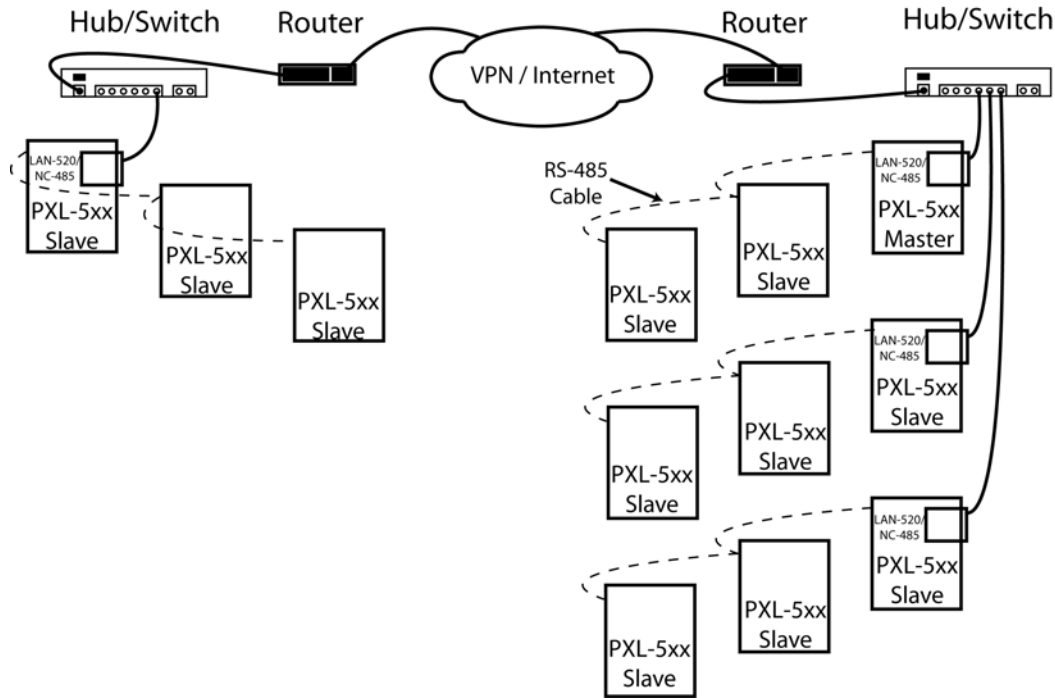 Hub/Switch
Router
VPN / Internet
Router
Hub/Switch
LAN-520/
NC-485
PXL-5xx
Slave
PXL-5xx
Slave
PXL-5xx
Slave
RS-485
Cable
LAN-520/
NC-485
PXL-5xx
Master
PXL-5xx
Slave
PXL-5xx
Slave
LAN-520/
NC-485
PXL-5xx
Slave
PXL-5xx
Slave
PXL-5xx
Slave
LAN-520/
NC-485
PXL-5xx
Slave
PXL-5xx
Slave
PXL-5xx
Slave